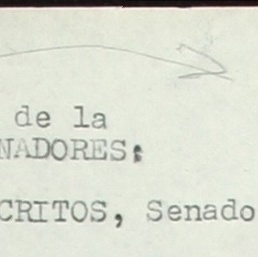 de la
NADORES:
CRITOS, Senado